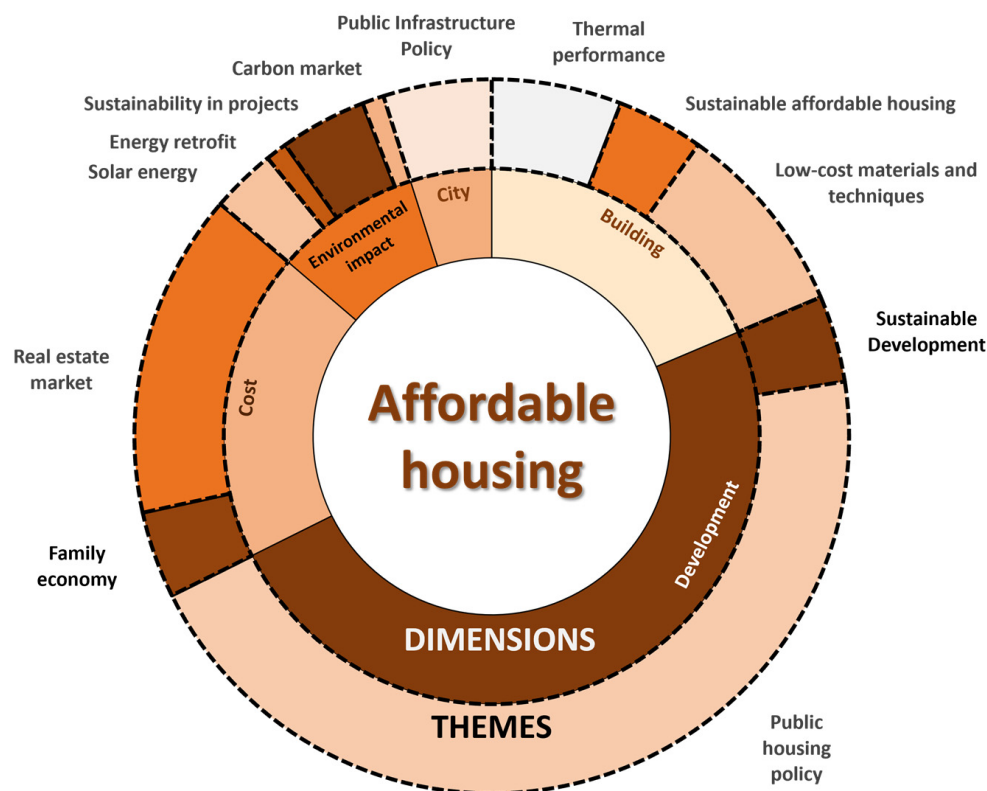 Public Infrastructure
Policy
Thermal
performance
Carbon market
Sustainability in projects
Energy retrofit
Solar energy
Sustainable affordable housing
Low-cost materials and
techniques
City
Building
Environmental
impact
Sustainable
Development
Real estate
market
Cost
Affordable
housing
Development
Family
economy
DIMENSIONS
THEMES
Public
housing
policy